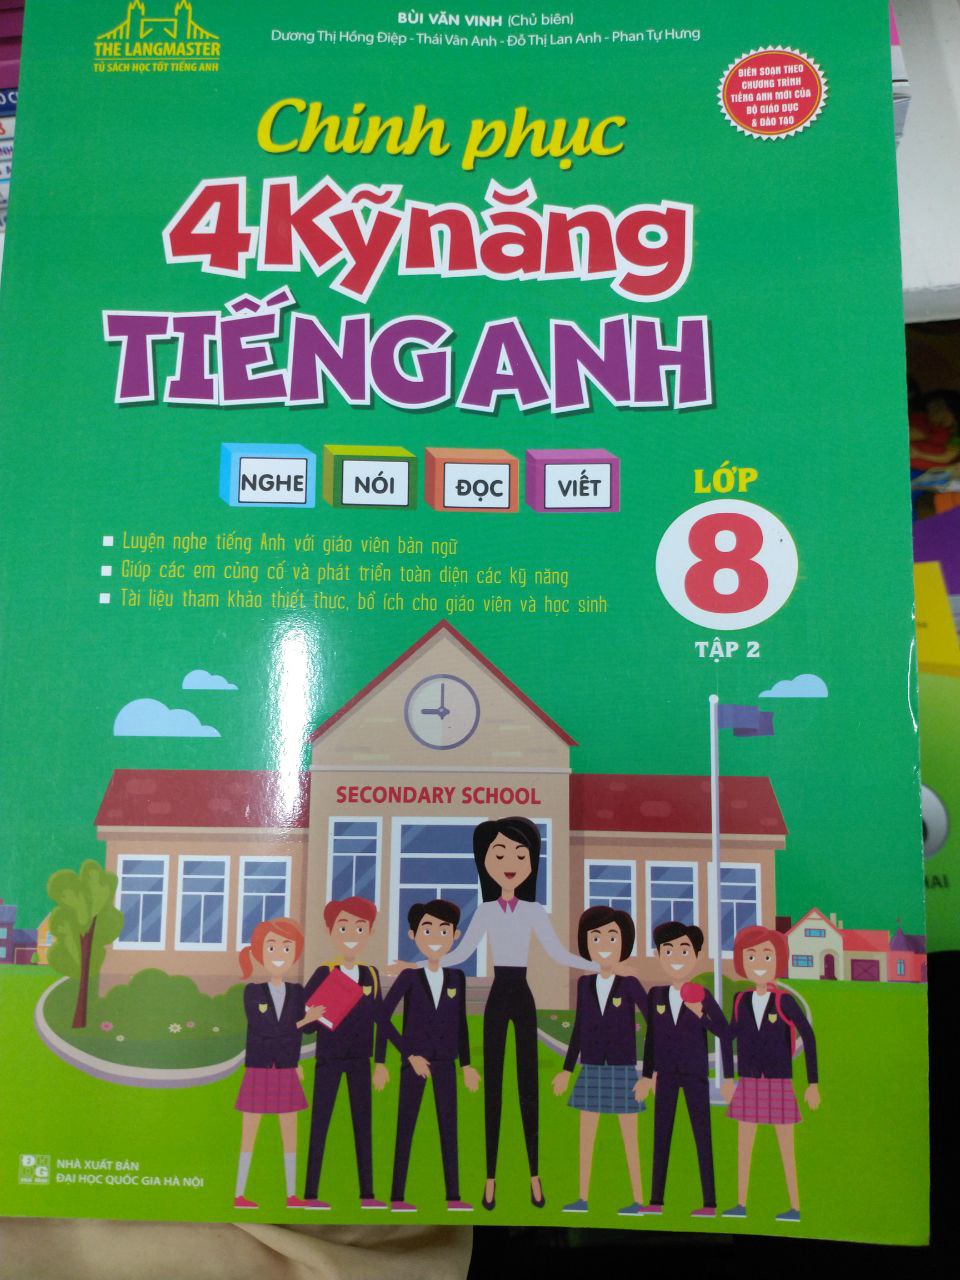 THE LANGMASTER
TỦ SÁCH HỌC TỐT TIẾNG ANH
BÙI VĂN VINH (Chủ biên)
Dương Thị Hồng Điệp - Thái Vân Anh - Đỗ Thị Lan Anh - Phan Tự Hưng
BIÊN SOẠN THEO
CHƯƠNG TRÌNH
TIẾNG ANH MỚI CỦA
BỘ GIÁO DỤC
& ĐÀO TẠO
Chinh phục
4 Kỹ năng
TIẾNG ANH
NGHE NÓI ĐỌC VIẾT
LỚP
8
TẬP 2
Luyện nghe tiếng Anh với giáo viên bản ngữ
Giúp các em củng cố và phát triển toàn diện các kỹ năng
Tài liệu tham khảo thiết thực, bổ ích cho giáo viên và học sinh
SECONDARY SCHOOL
NHÀ XUẤT BẢN
ĐẠI HỌC QUỐC GIA HÀ NỘI